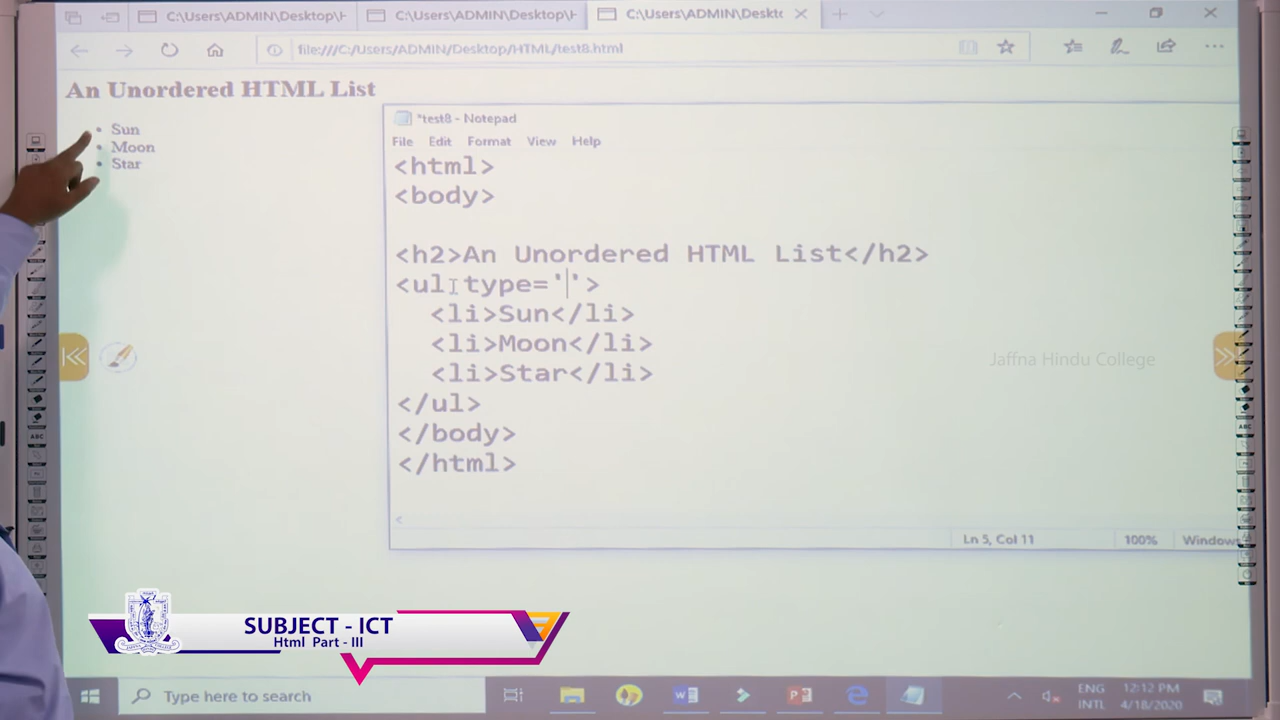 C:\Users\ADMIN\Desktop\H
C:\Users\ADMIN\Desktop\H
C:\Users\ADMIN\Deskto
file:///C:/Users/ADMIN/Desktop/HTML/test8.html
An Unordered HTML List
Sun
Moon
Star
*test8 - Notepad
File Edit Format View Help
<html>
<body>
<h2>An Unordered HTML List</h2>
<ul type=''>
<li>Sun</li>
<li>Moon</li>
<li>Star</li>
</ul>
</body>
</html>
Jaffna Hindu College
Ln 5, Col 11
100%
Window
ABC
ABC
SUBJECT - ICT
Html Part - III
Type here to search
ENG
INTL
12:12 PM
4/18/2020